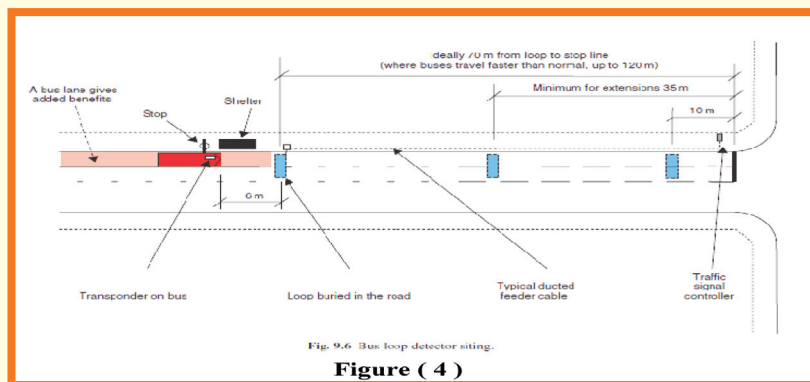 Ideally 70 m from loop to stop line
(where buses travel faster than normal, up to 120 m)
A bus lane gives
added benefits
Minimum for extensions 35 m
Shelter
Stop
10 m
6 m
Transponder on bus
Loop buried in the road
Typical ducted
feeder cable
Traffic
signal
controller
Fig. 9.6 Bus loop detector siting.
Figure ( 4 )